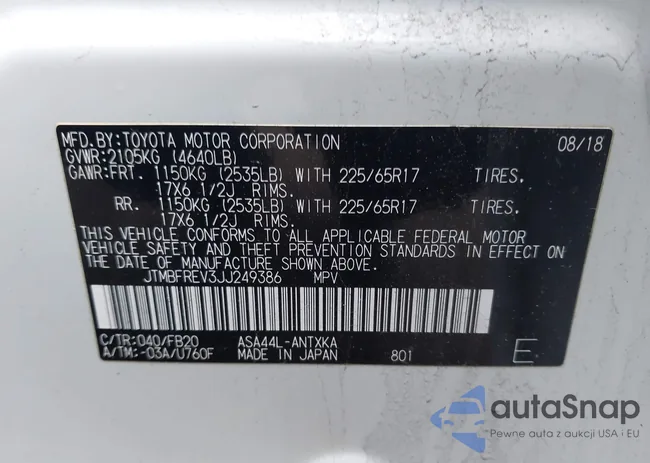 MFD.BY:TOYOTA MOTOR CORPORATION 08/18
GVWR:2105KG (4640LB)
GAWR:FRT. 1150KG (2535LB) WITH 225/65R17 TIRES.
17X6 1/2J RIMS.
RR. 1150KG (2535LB) WITH 225/65R17 TIRES.
17X6 1/2J RIMS.
THIS VEHICLE CONFORMS TO ALL APPLICABLE FEDERAL MOTOR
VEHICLE SAFETY AND THEFT PREVENTION STANDARDS IN EFFECT ON
THE DATE OF MANUFACTURE SHOWN ABOVE.
JTMBFREV3JJ249386 MPV
C/TR:040/FB20 ASA44L-ANTXKA
A/TM:-03A/U760F MADE IN JAPAN 801 E
autaSnap
Pewne auta z aukcji USA i EU